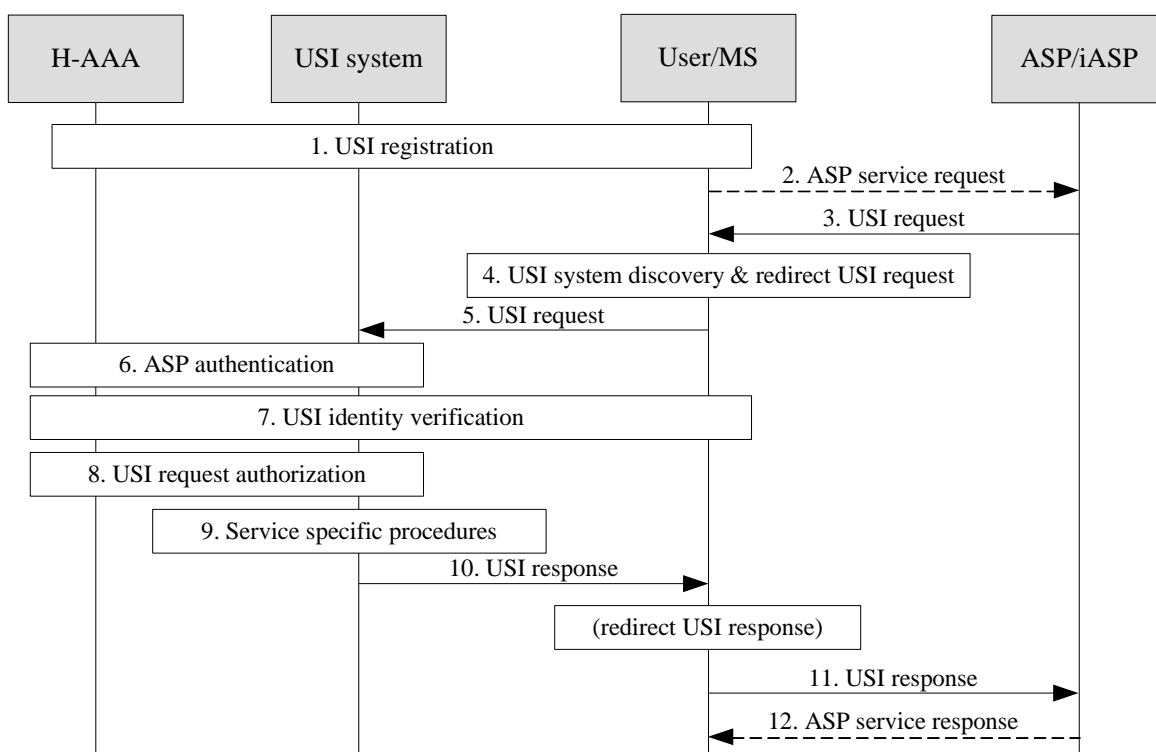 H-AAA
USI system
User/MS
ASP/iASP
1. USI registration
2. ASP service request
3. USI request
4. USI system discovery & redirect USI request
5. USI request
6. ASP authentication
7. USI identity verification
8. USI request authorization
9. Service specific procedures
10. USI response
(redirect USI response)
11. USI response
12. ASP service response